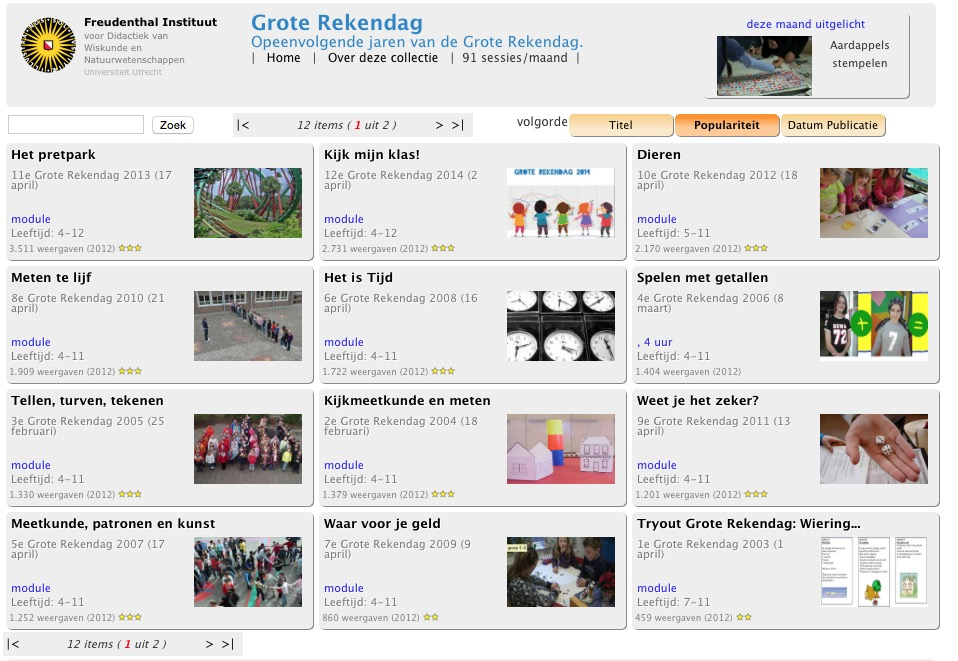 Freudenthal Instituut
voor Didactiek van
Wiskunde en
Natuurwetenschappen
Universiteit Utrecht
Grote Rekendag
Opeenvolgende jaren van de Grote Rekendag.
| Home | Over deze collectie | 91 sessies/maand |
deze maand uitgelicht
Aardappels
stempelen
Zoek
|< 12 items ( 1 uit 2 ) > >|
volgorde Titel Populariteit Datum Publicatie
Het pretpark
11e Grote Rekendag 2013 (17
april)
module
Leeftijd: 4-12
3.511 weergaven (2012)
Kijk mijn klas!
12e Grote Rekendag 2014 (2
april)
module
Leeftijd: 4-12
2.731 weergaven (2012)
GROTE REKENDAG 2014
Dieren
10e Grote Rekendag 2012 (18
april)
module
Leeftijd: 5-11
2.170 weergaven (2012)
Meten te lijf
8e Grote Rekendag 2010 (21
april)
module
Leeftijd: 4-11
1.909 weergaven (2012)
Het is Tijd
6e Grote Rekendag 2008 (16
april)
module
Leeftijd: 4-11
1.722 weergaven (2012)
Spelen met getallen
4e Grote Rekendag 2006 (8
maart)
, 4 uur
Leeftijd: 4-11
1.404 weergaven (2012)
72 + 7 =
Tellen, turven, tekenen
3e Grote Rekendag 2005 (25
februari)
module
Leeftijd: 4-11
1.330 weergaven (2012)
Kijkmeetkunde en meten
2e Grote Rekendag 2004 (18
februari)
module
Leeftijd: 4-11
1.379 weergaven (2012)
Weet je het zeker?
9e Grote Rekendag 2011 (13
april)
module
Leeftijd: 4-11
1.201 weergaven (2012)
Meetkunde, patronen en kunst
5e Grote Rekendag 2007 (17
april)
module
Leeftijd: 4-11
1.252 weergaven (2012)
Waar voor je geld
7e Grote Rekendag 2009 (9
april)
module
Leeftijd: 4-11
860 weergaven (2012)
Tryout Grote Rekendag: Wiering...
1e Grote Rekendag 2003 (1
april)
module
Leeftijd: 7-11
459 weergaven (2012)
|< 12 items ( 1 uit 2 ) > >|